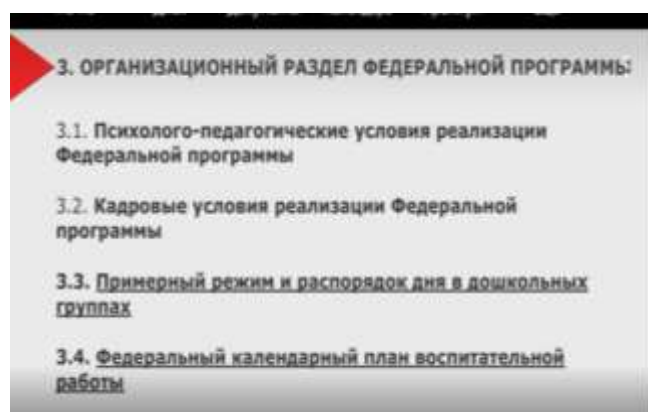 3. ОРГАНИЗАЦИОННЫЙ РАЗДЕЛ ФЕДЕРАЛЬНОЙ ПРОГРАММЫ
3.1. Психолого-педагогические условия реализации
Федеральной программы
3.2. Кадровые условия реализации Федеральной
программы
3.3. Примерный режим и распорядок дня в дошкольных
группах
3.4. Федеральный календарный план воспитательной
работы